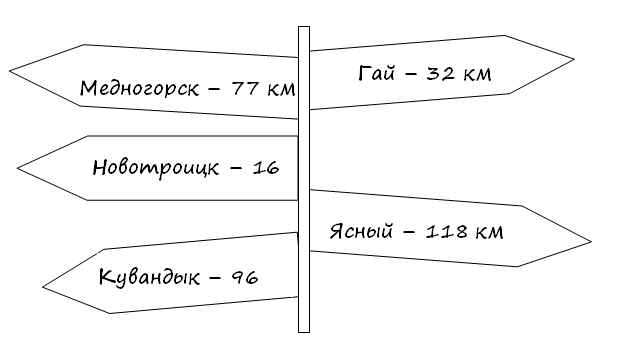 Медногорск – 77 км
Гай – 32 км
Новотроицк – 16
Ясный – 118 км
Кувандык – 96